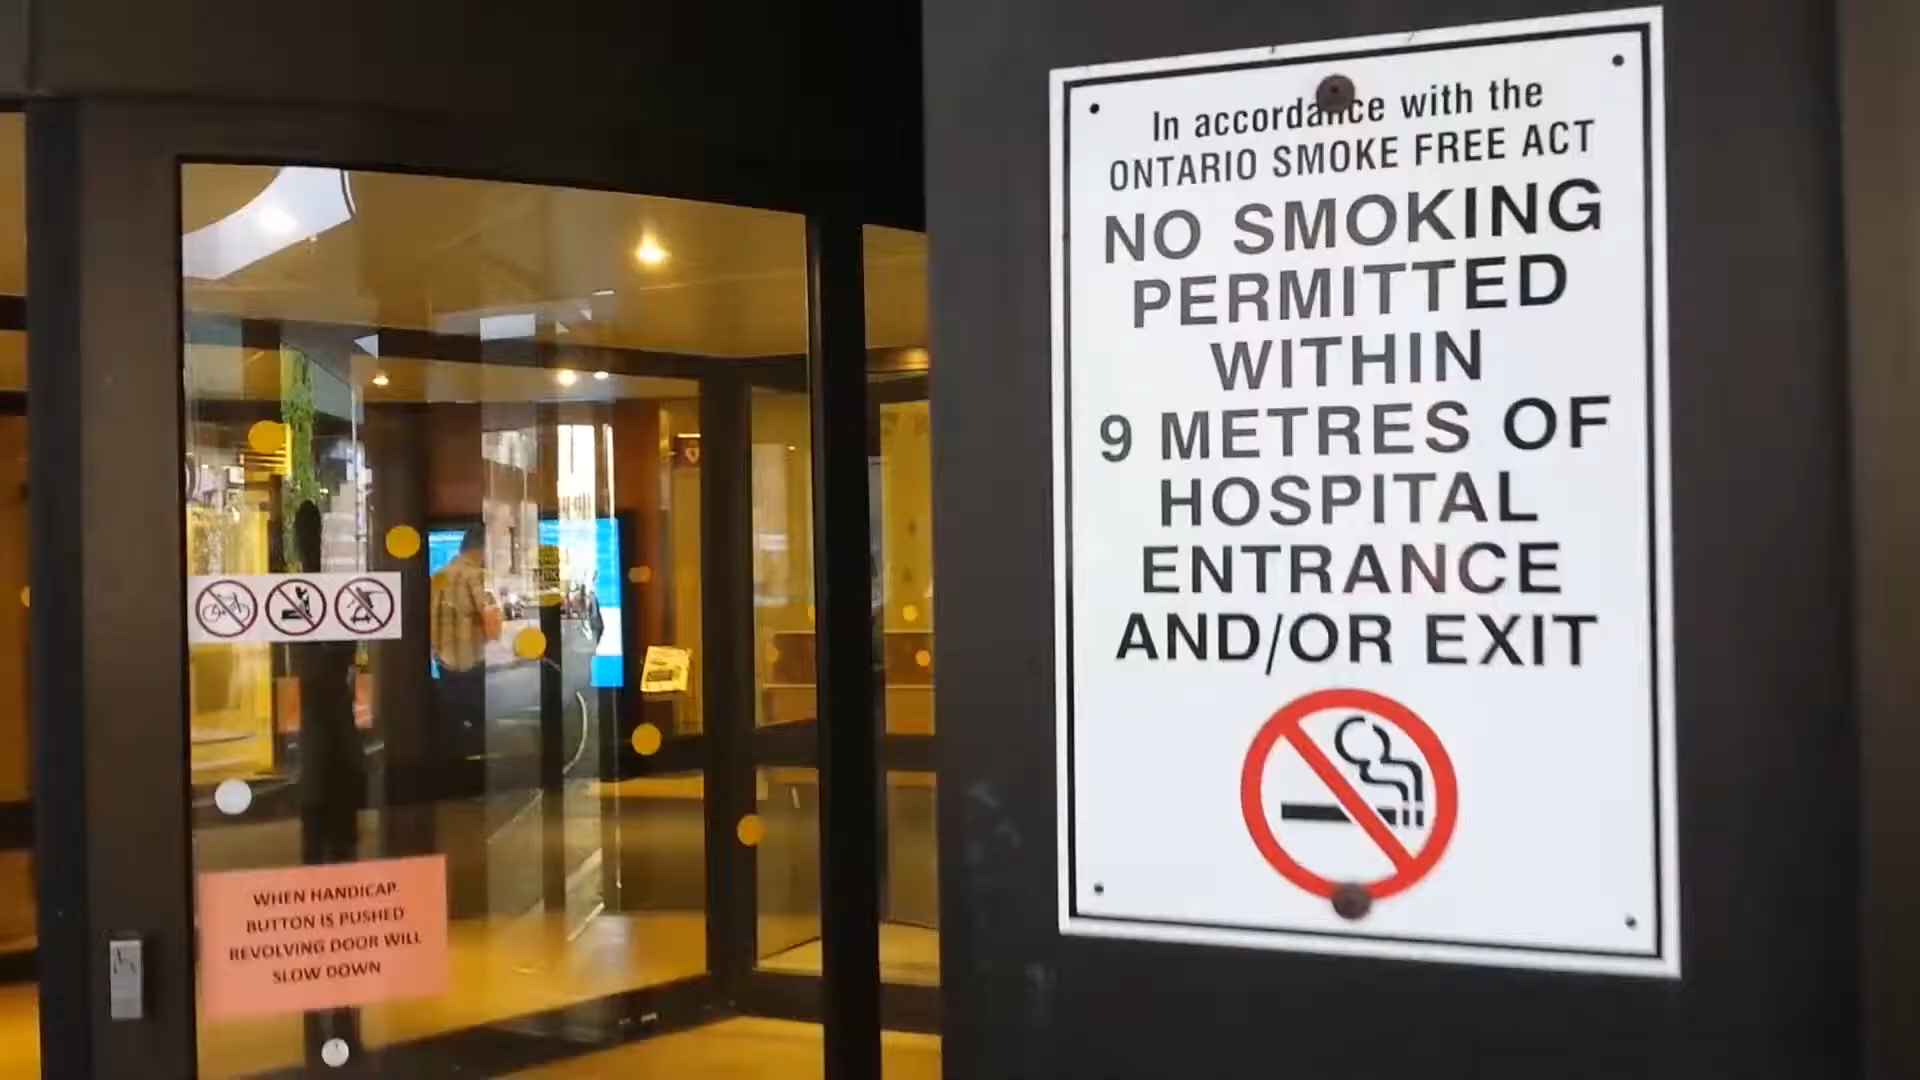 In accordance with the
ONTARIO SMOKE FREE ACT
NO SMOKING
PERMITTED
WITHIN
9 METRES OF
HOSPITAL
ENTRANCE
AND/OR EXIT
WHEN HANDICAP
BUTTON IS PUSHED
REVOLVING DOOR WILL
SLOW DOWN